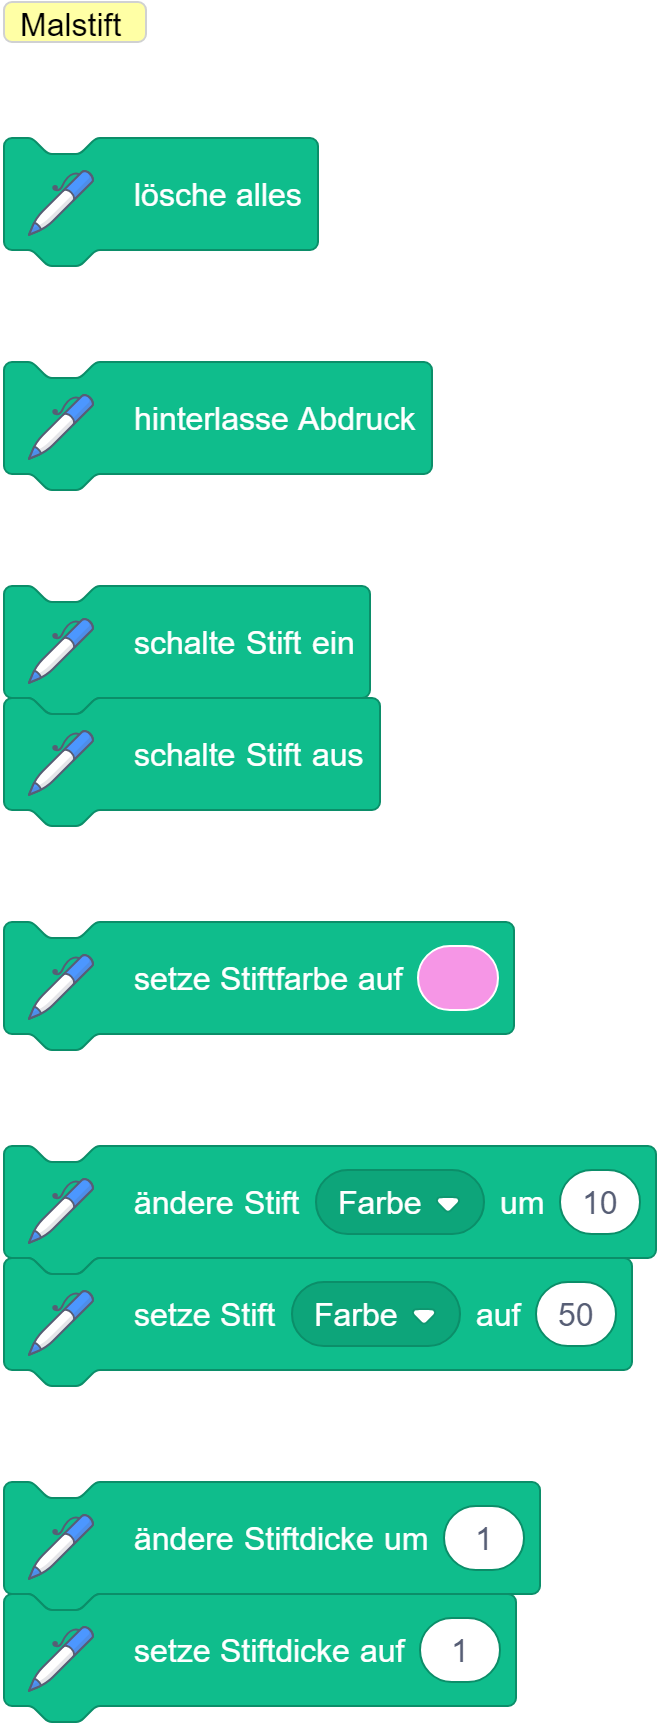 Malstift
lösche alles
hinterlasse Abdruck
schalte Stift ein
schalte Stift aus
setze Stiftfarbe auf
ändere Stift Farbe um 10
setze Stift Farbe auf 50
ändere Stiftdicke um 1
setze Stiftdicke auf 1